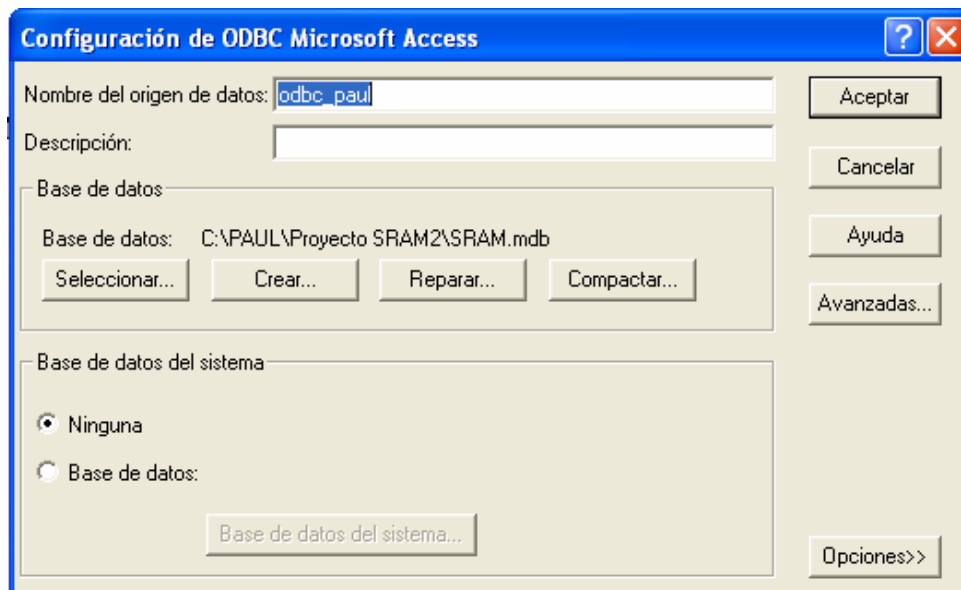 Configuración de ODBC Microsoft Access
Nombre del origen de datos: odbc_paul
Aceptar
Descripción:
Cancelar
Base de datos
Base de datos: C:\PAUL\Proyecto SRAM2\SRAM.mdb
Ayuda
Seleccionar... Crear... Reparar... Compactar...
Avanzadas...
Base de datos del sistema
Ninguna
Base de datos:
Base de datos del sistema...
Opciones>>